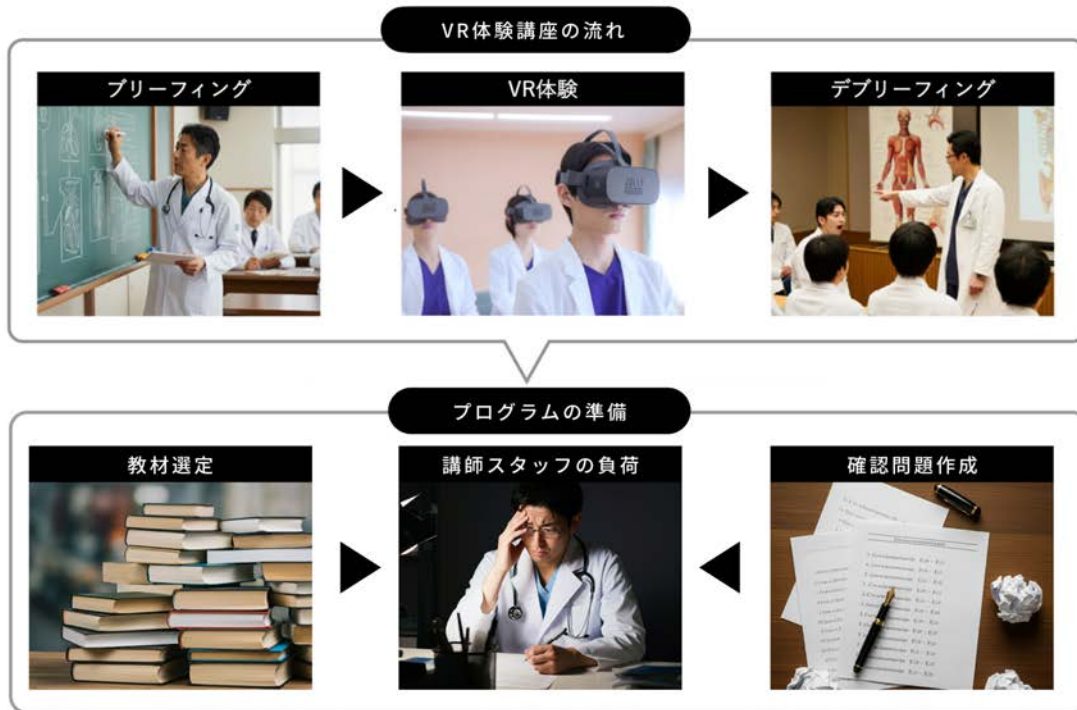 VR体験講座の流れ
ブリーフィング
VR体験
デブリーフィング
プログラムの準備
教材選定
講師スタッフの負荷
確認問題作成